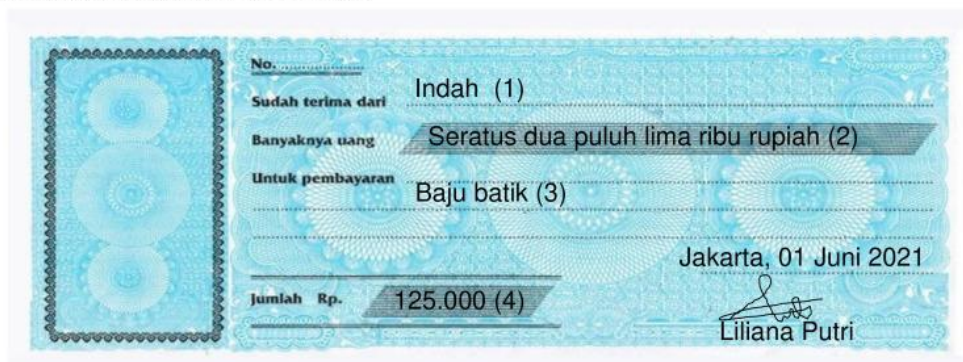 No. ....................
Sudah terima dari Indah (1)
Banyaknya uang Seratus dua puluh lima ribu rupiah (2)
Untuk pembayaran Baju batik (3)
Jakarta, 01 Juni 2021
Jumlah Rp. 125.000 (4)
Liliana Putri